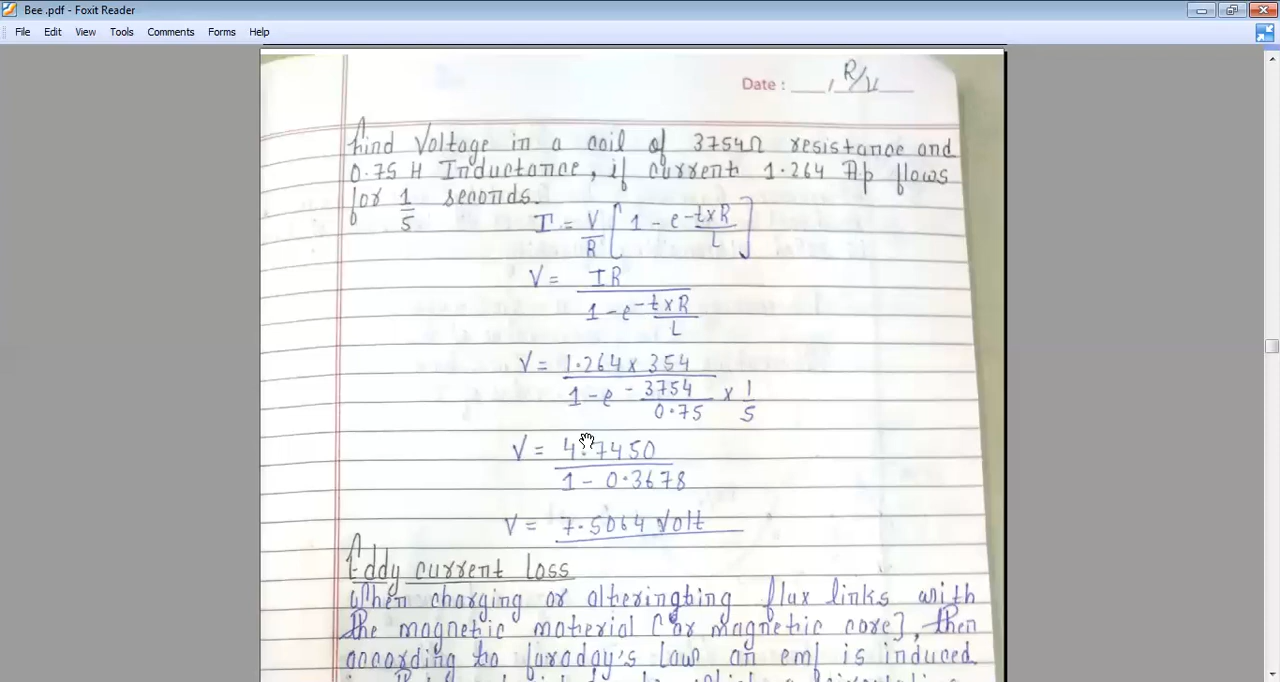 Bee .pdf - Foxit Reader
File Edit View Tools Comments Forms Help
Date : , R/V
Find Voltage in a coil of 3754Ω resistance and
0.75 H Inductance, if current 1.264 Ap flows
for 1/5 seconds.
I = V/R [ 1 - e^-t×R/L ]
V = IR / 1-e^-t×R/L
V = 1.264× 354 / 1-e^-3754/0.75 × 1/5
V = 4.7450 / 1 - 0.3678
V = 7.5064 Volt
Eddy current Loss
When charging or alteringbing flux links with
the magnetic material [or magnetic core], then
according to faraday's law an emf is induced